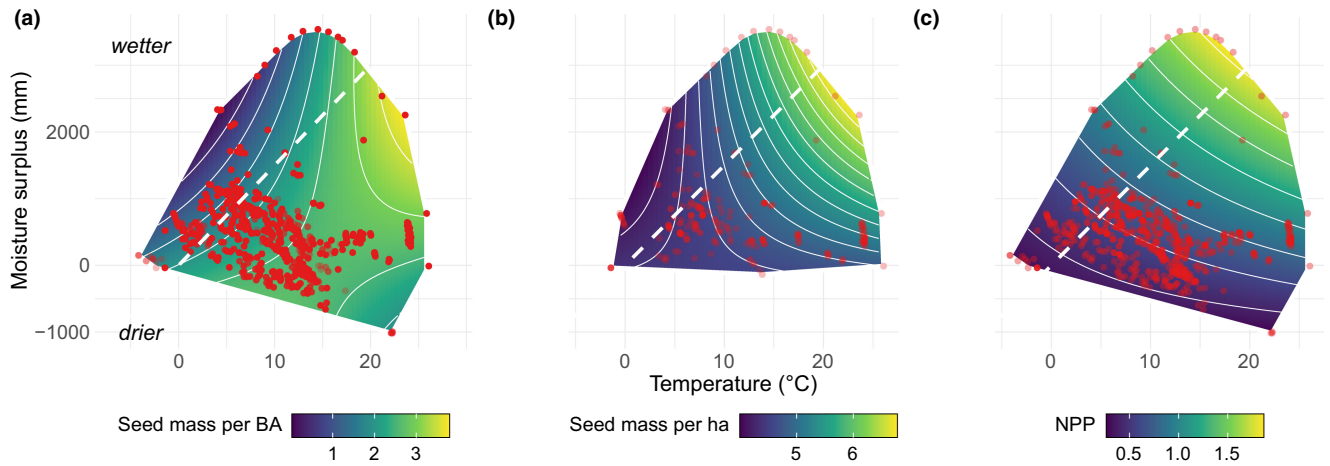 (a) (b) (c)
wetter
Moisture surplus (mm)
2000
0
−1000
drier
0 10 20 0 10 20 0 10 20
Temperature (°C)
Seed mass per BA Seed mass per ha NPP
1 2 3 5 6 0.5 1.0 1.5